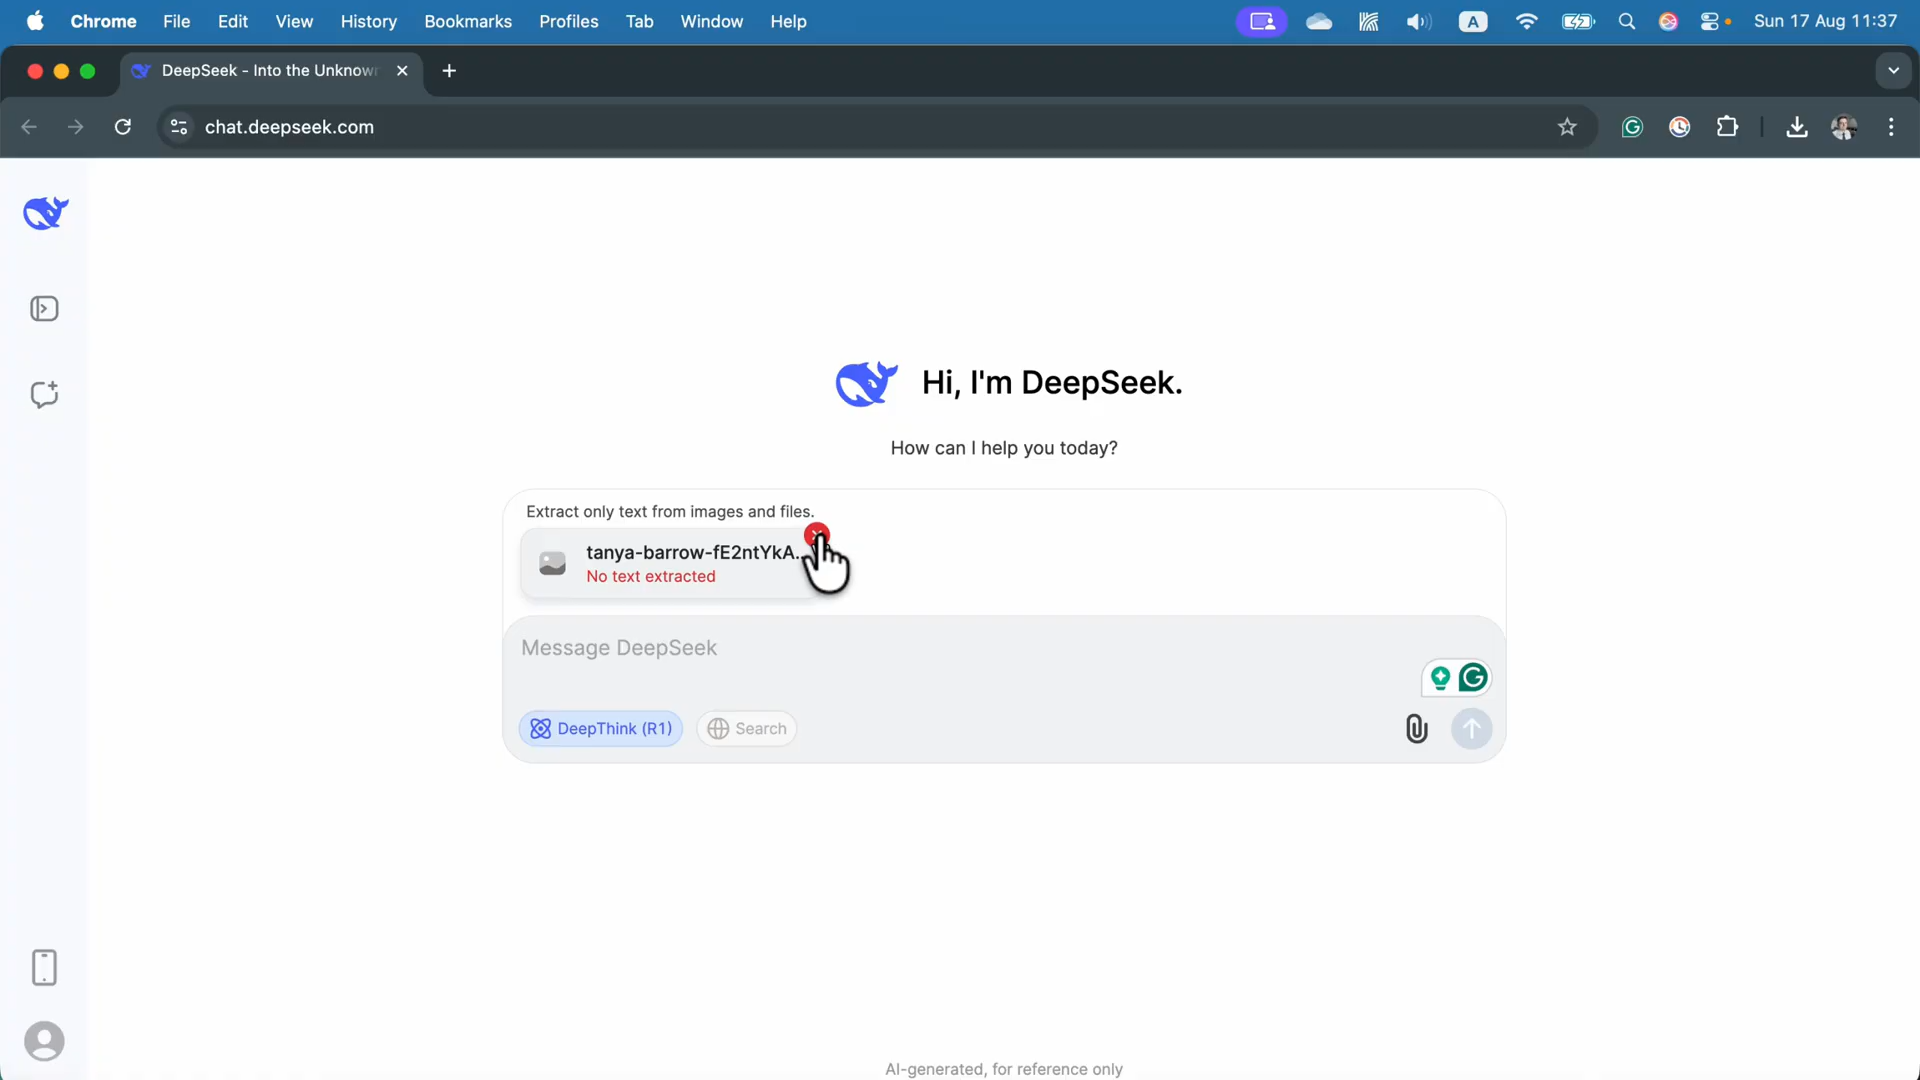 Chrome File Edit View History Bookmarks Profiles Tab Window Help A Sun 17 Aug 11:37
DeepSeek - Into the Unknown
chat.deepseek.com
Hi, I'm DeepSeek.
How can I help you today?
Extract only text from images and files.
tanya-barrow-fE2ntYkA...
No text extracted
Message DeepSeek
DeepThink (R1) Search
AI-generated, for reference only